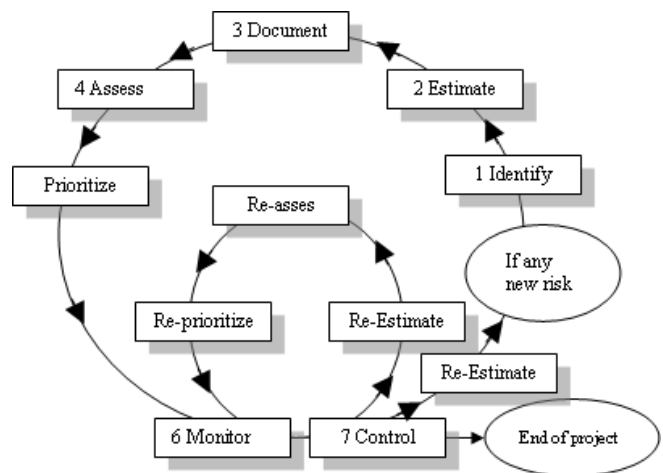 3 Document
4 Assess
2 Estimate
Prioritize
1 Identify
Re-asses
If any
new risk
Re-prioritize
Re-Estimate
Re-Estimate
6 Monitor
7 Control
End of project